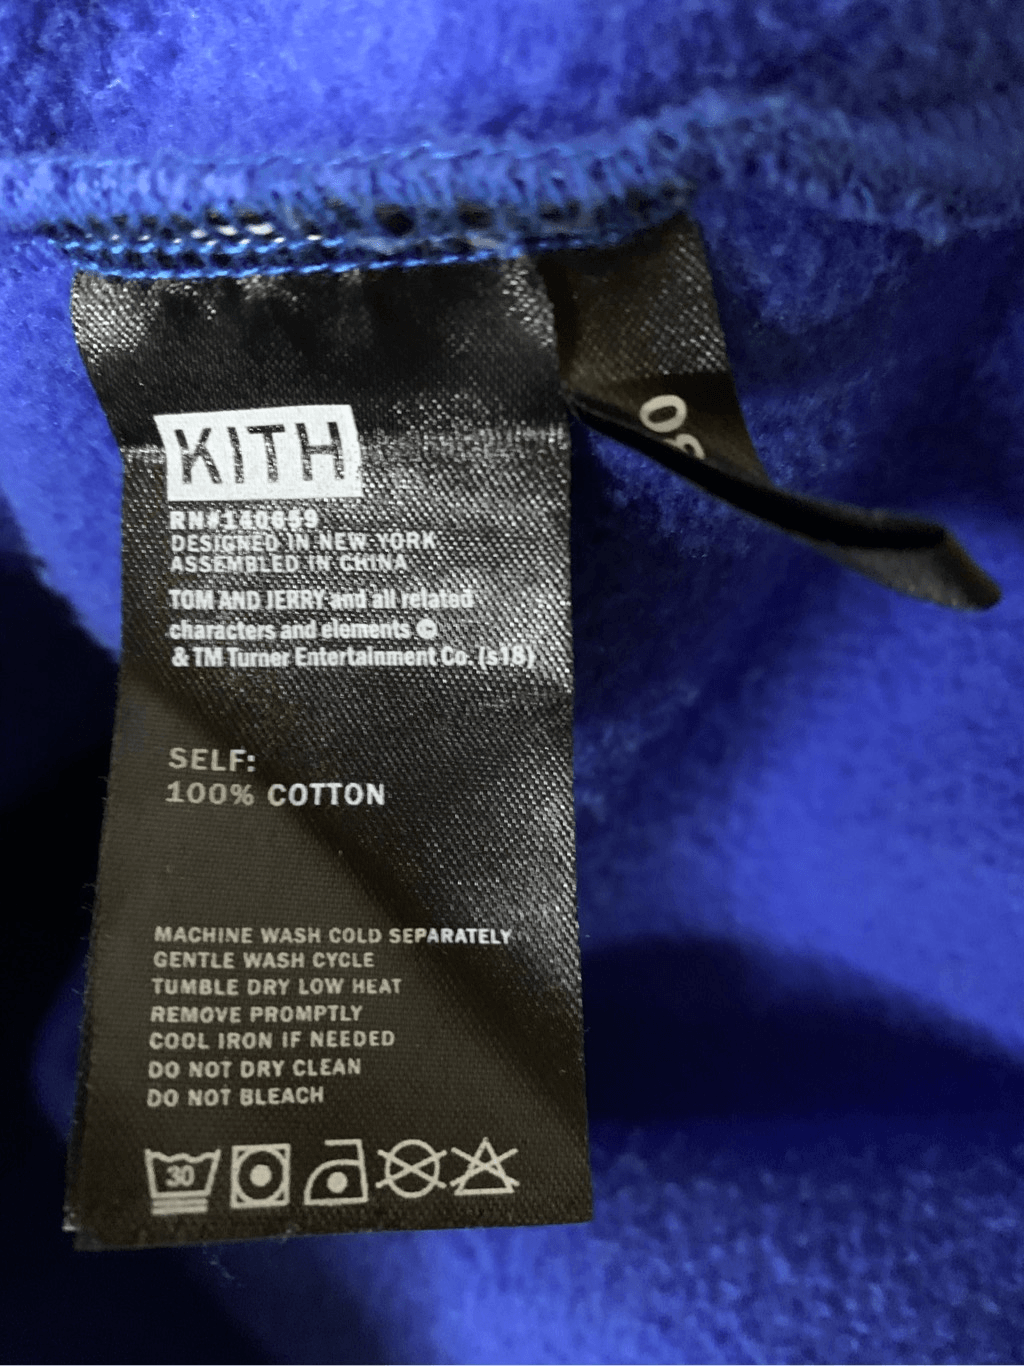 KITH
RN#140659
DESIGNED IN NEW YORK
ASSEMBLED IN CHINA
TOM AND JERRY and all related
characters and elements ©
& TM Turner Entertainment Co. (s18)
SELF:
100% COTTON
MACHINE WASH COLD SEPARATELY
GENTLE WASH CYCLE
TUMBLE DRY LOW HEAT
REMOVE PROMPTLY
COOL IRON IF NEEDED
DO NOT DRY CLEAN
DO NOT BLEACH
30